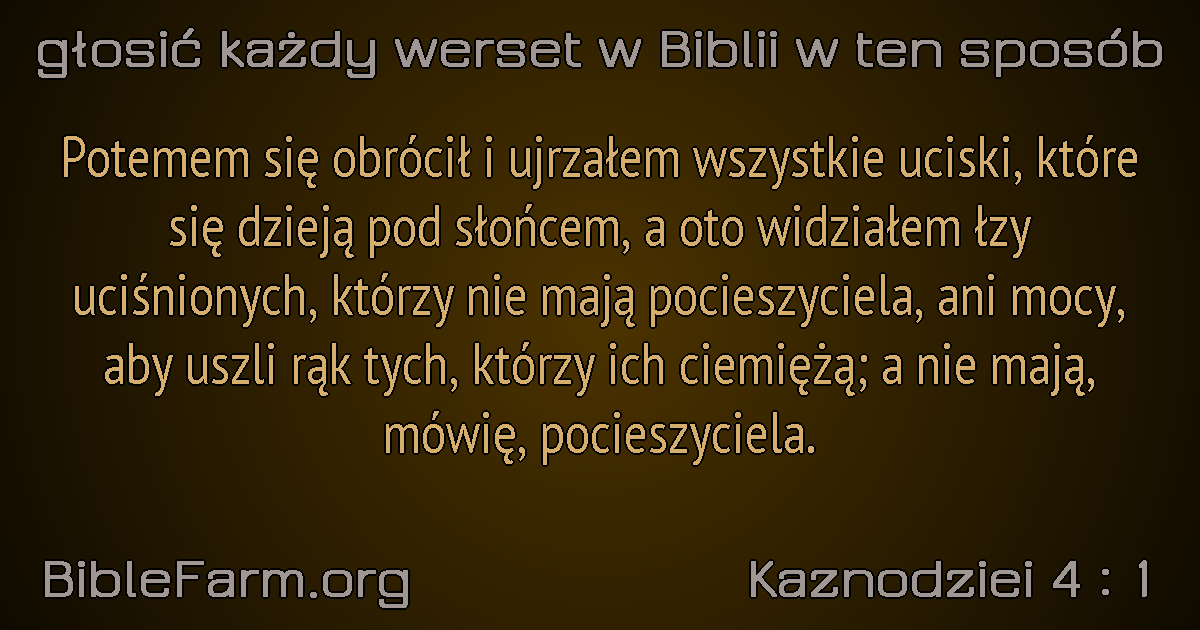 głosić każdy werset w Biblii w ten sposób
Potemem się obrócił i ujrzałem wszystkie uciski, które
się dzieją pod słońcem, a oto widziałem łzy
uciśnionych, którzy nie mają pocieszyciela, ani mocy,
aby uszli rąk tych, którzy ich ciemiężą; a nie mają,
mówię, pocieszyciela.
BibleFarm.org
Kaznodziei 4 : 1